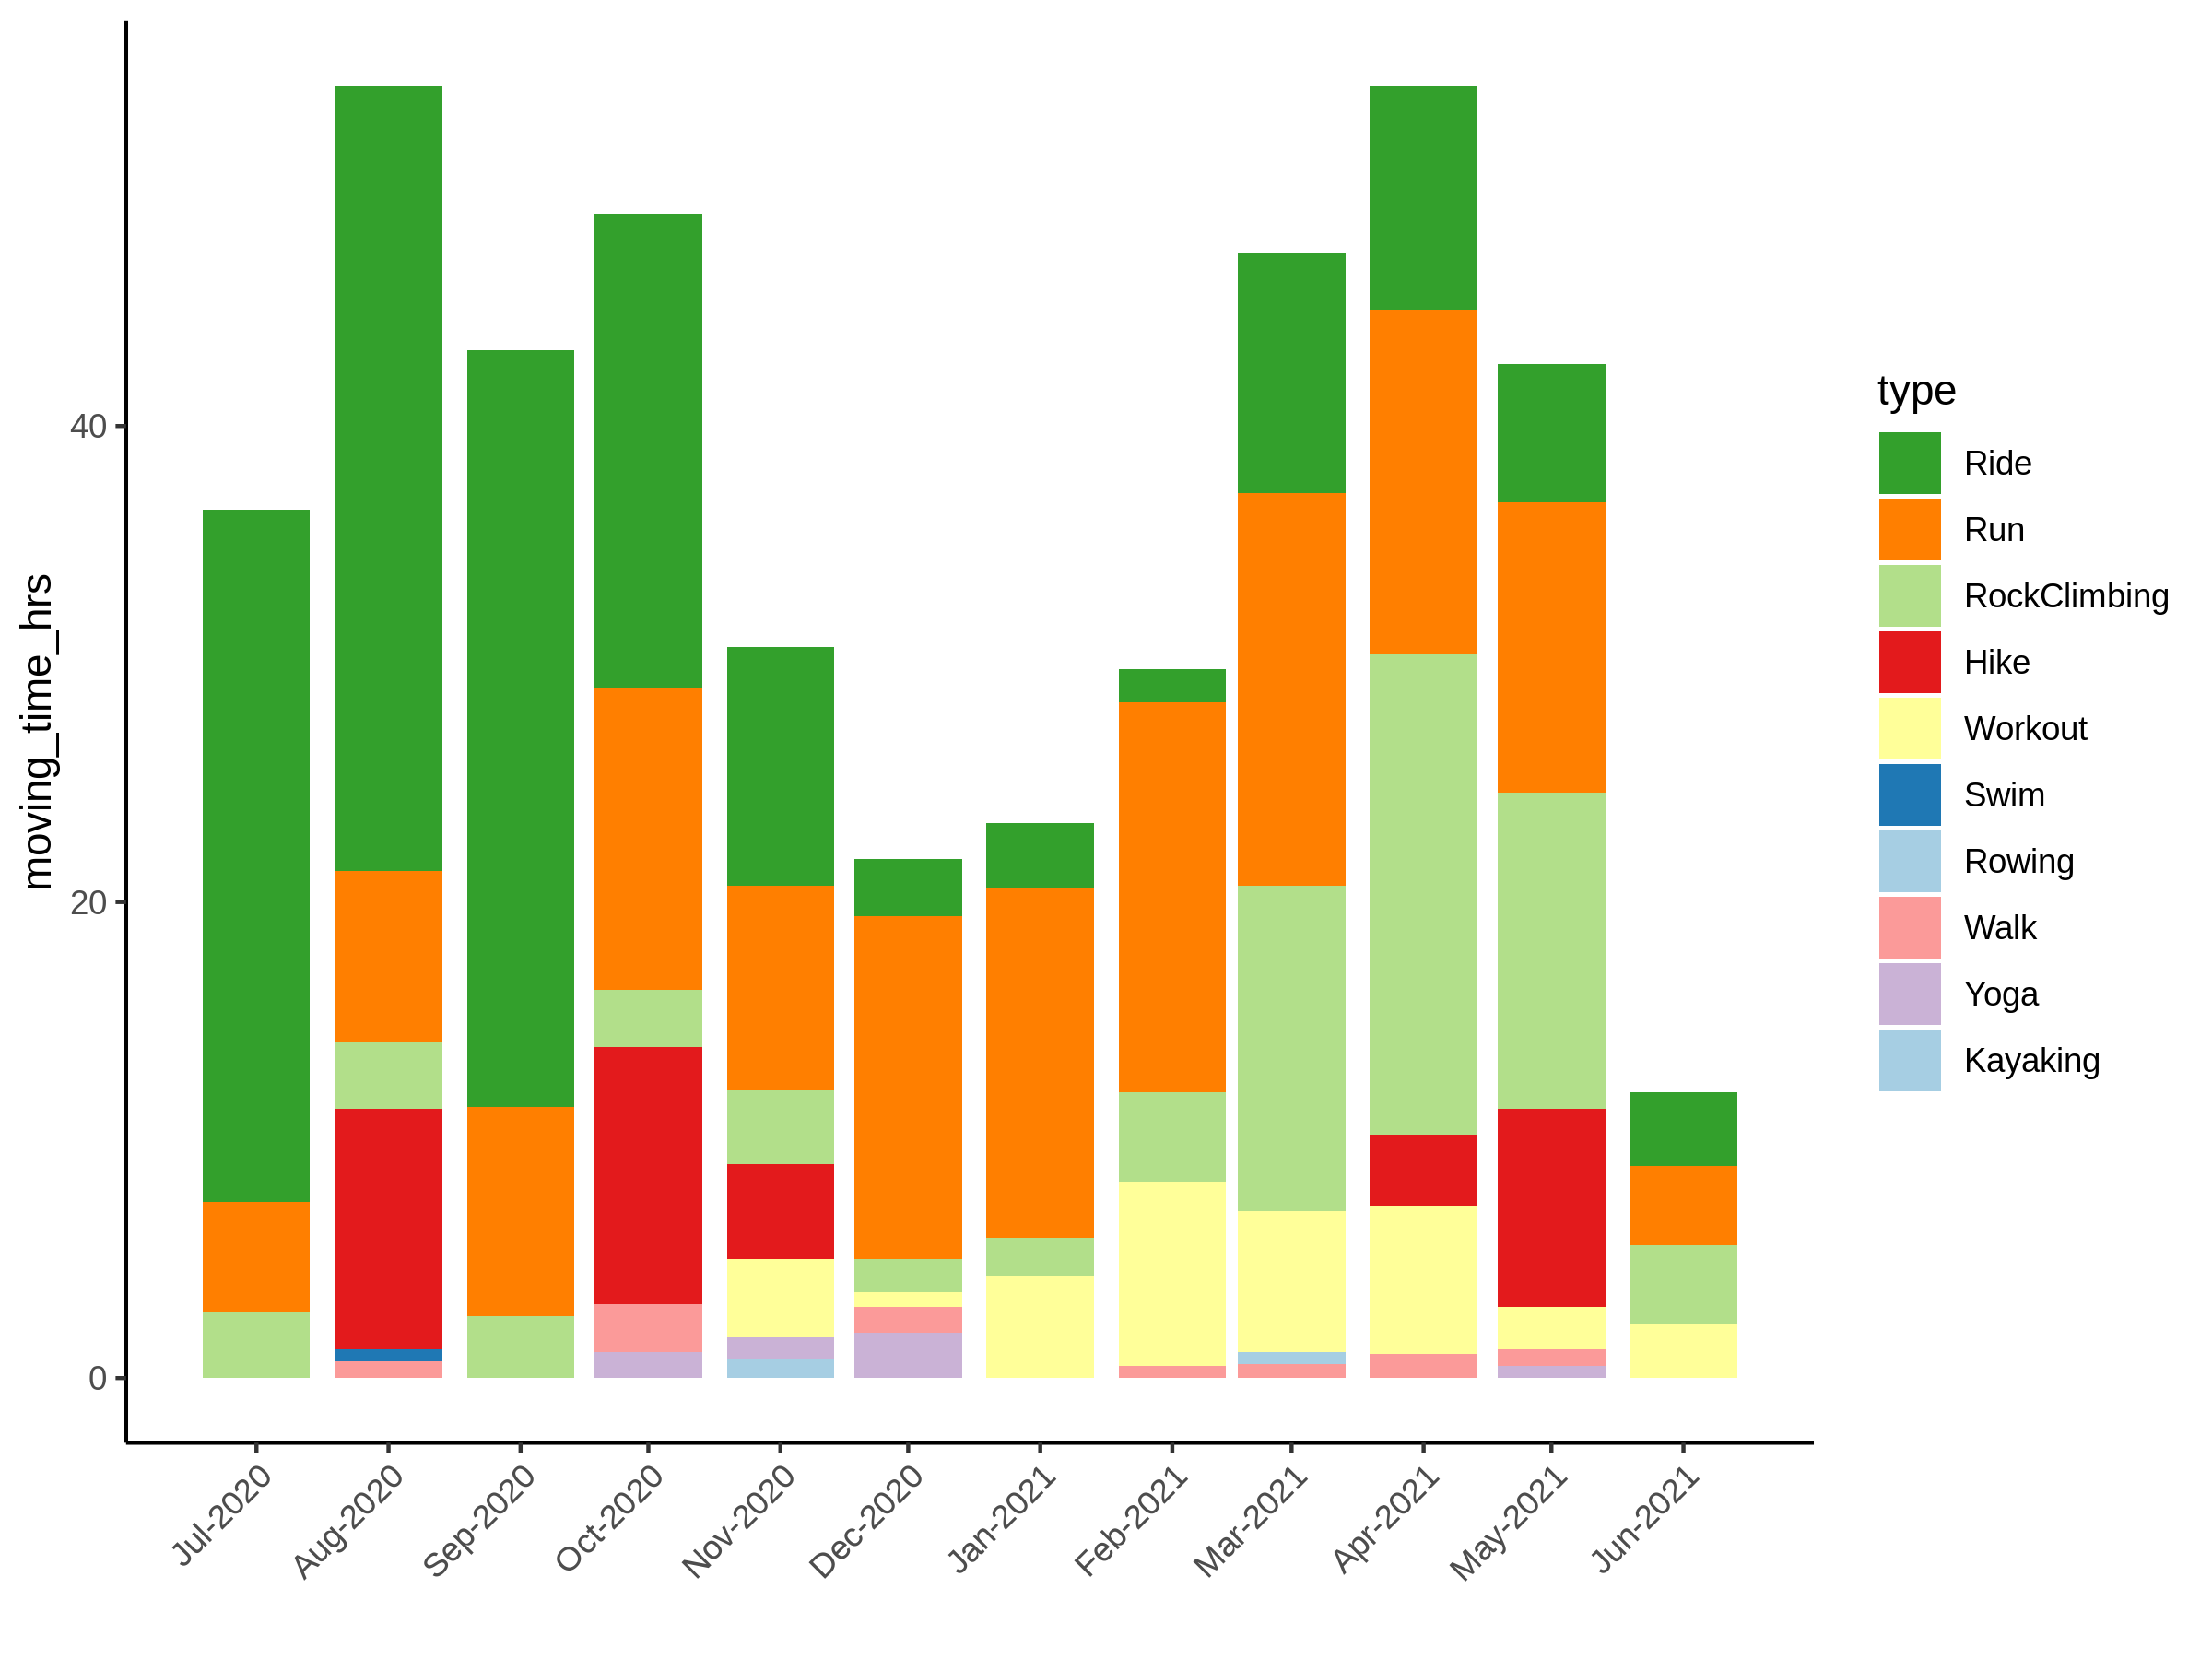 moving_time_hrs
40
20
0
Jul-2020
Aug-2020
Sep-2020
Oct-2020
Nov-2020
Dec-2020
Jan-2021
Feb-2021
Mar-2021
Apr-2021
May-2021
Jun-2021
type
Ride
Run
RockClimbing
Hike
Workout
Swim
Rowing
Walk
Yoga
Kayaking